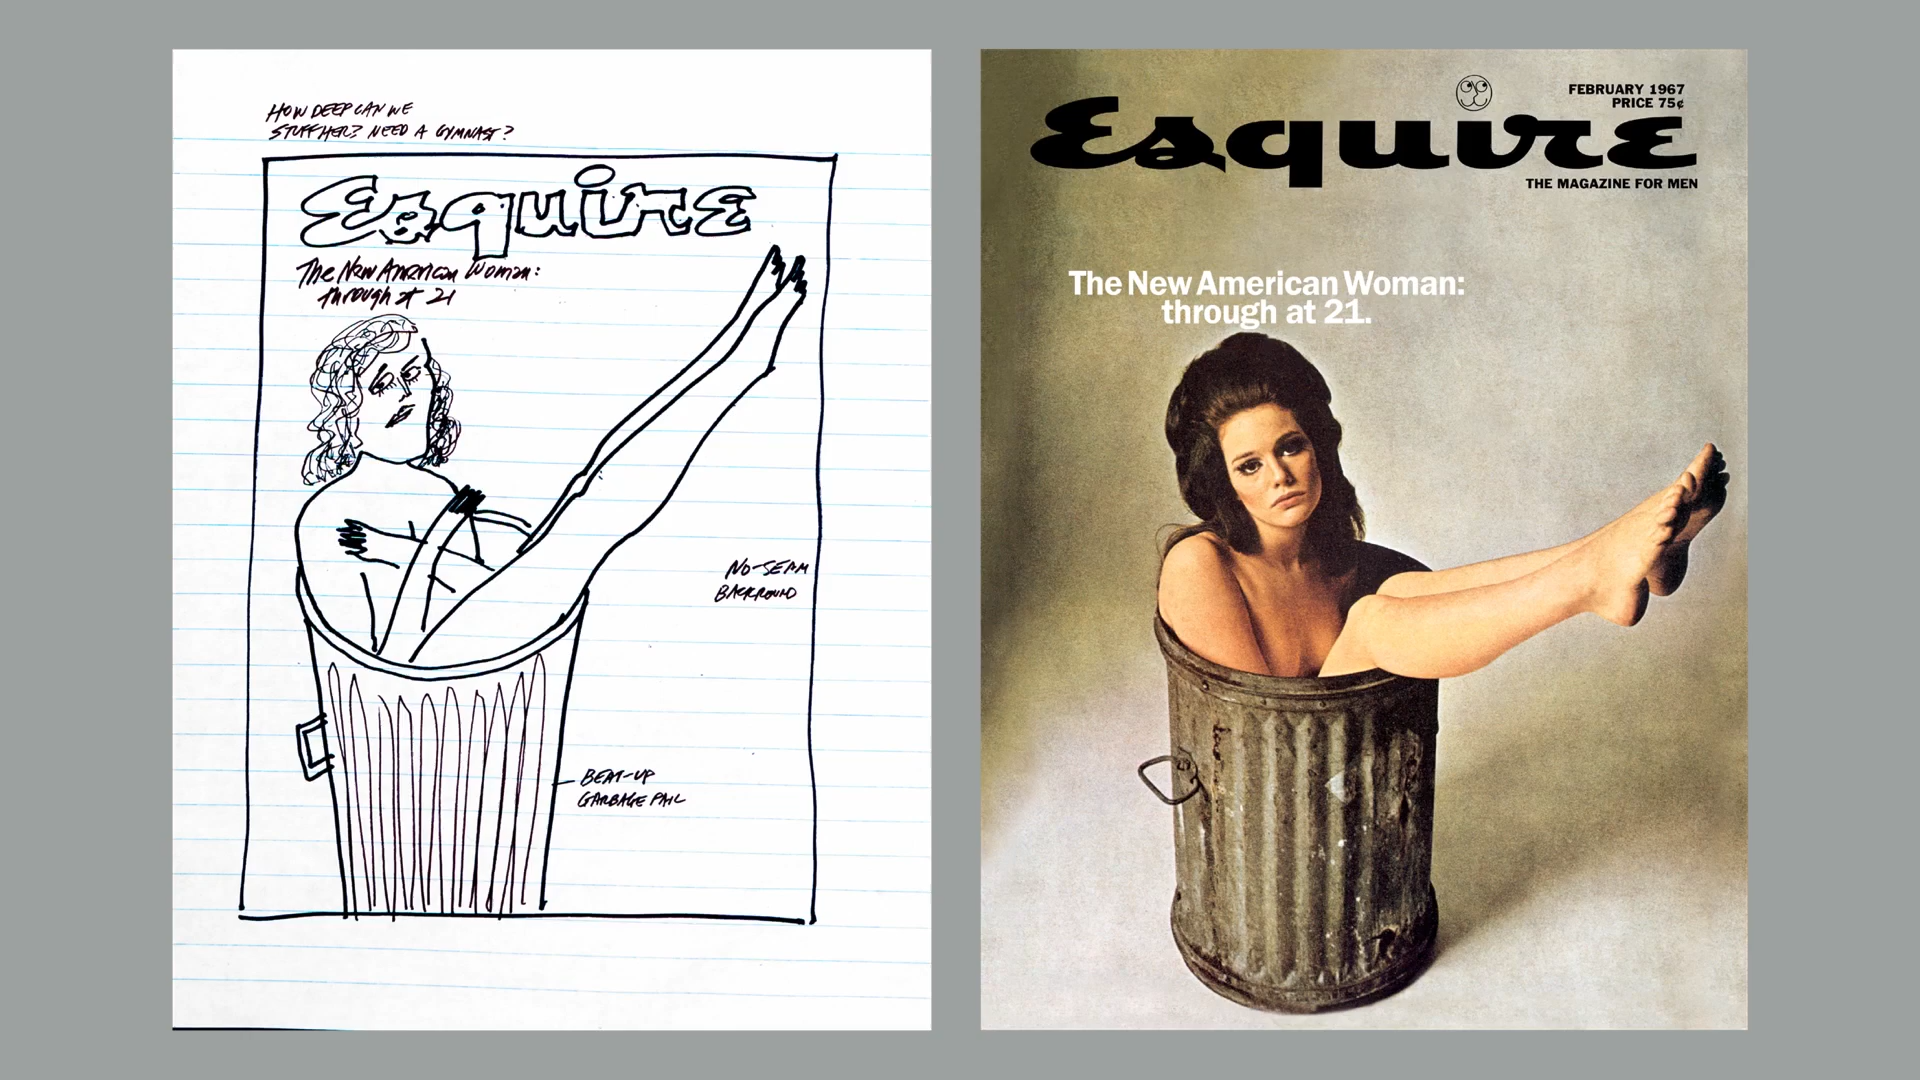 HOW DEEP CAN WE
STUFF HER? NEED A GYMNAST?
Esquire
The New American Woman:
through at 21
NO-SEAM
BACKROUND
BEAT-UP
GARBAGE PAIL
FEBRUARY 1967
PRICE 75¢
Esquire
THE MAGAZINE FOR MEN
The New American Woman:
through at 21.